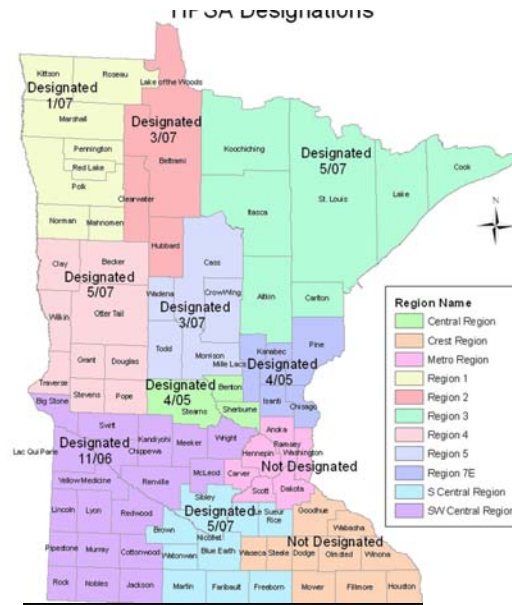 HPSA Designations
Kittson
Roseau
Lake of the Woods
Designated
1/07
Marshall
Designated
3/07
Pennington
Red Lake
Beltrami
Koochiching
Designated
5/07
Cook
Polk
St. Louis
Lake
Clearwater
Itasca
Norman
Mahnomen
Hubbard
Clay
Becker
Cass
Designated
5/07
Wadena
Crow Wing
Aitkin
Carlton
Wilkin
Otter Tail
Designated
3/07
Todd
Morrison
Mille Lacs
Kanabec
Pine
Grant
Douglas
Designated
4/05
Traverse
Stevens
Pope
Designated
4/05
Benton
Isanti
Chisago
Big Stone
Stearns
Sherburne
Swift
Anoka
Designated
11/06
Kandiyohi
Meeker
Wright
Ramsey
Hennepin
Washington
Lac Qui Parle
Chippewa
Not Designated
McLeod
Carver
Yellow Medicine
Renville
Scott
Dakota
Sibley
Lincoln
Lyon
Redwood
Designated
5/07
Le Sueur
Rice
Goodhue
Nicollet
Wabasha
Brown
Not Designated
Pipestone
Murray
Cottonwood
Watonwan
Blue Earth
Waseca
Steele
Dodge
Olmsted
Winona
Rock
Nobles
Jackson
Martin
Faribault
Freeborn
Mower
Fillmore
Houston
N
Region Name
Central Region
Crest Region
Metro Region
Region 1
Region 2
Region 3
Region 4
Region 5
Region 7E
S Central Region
SW Central Region